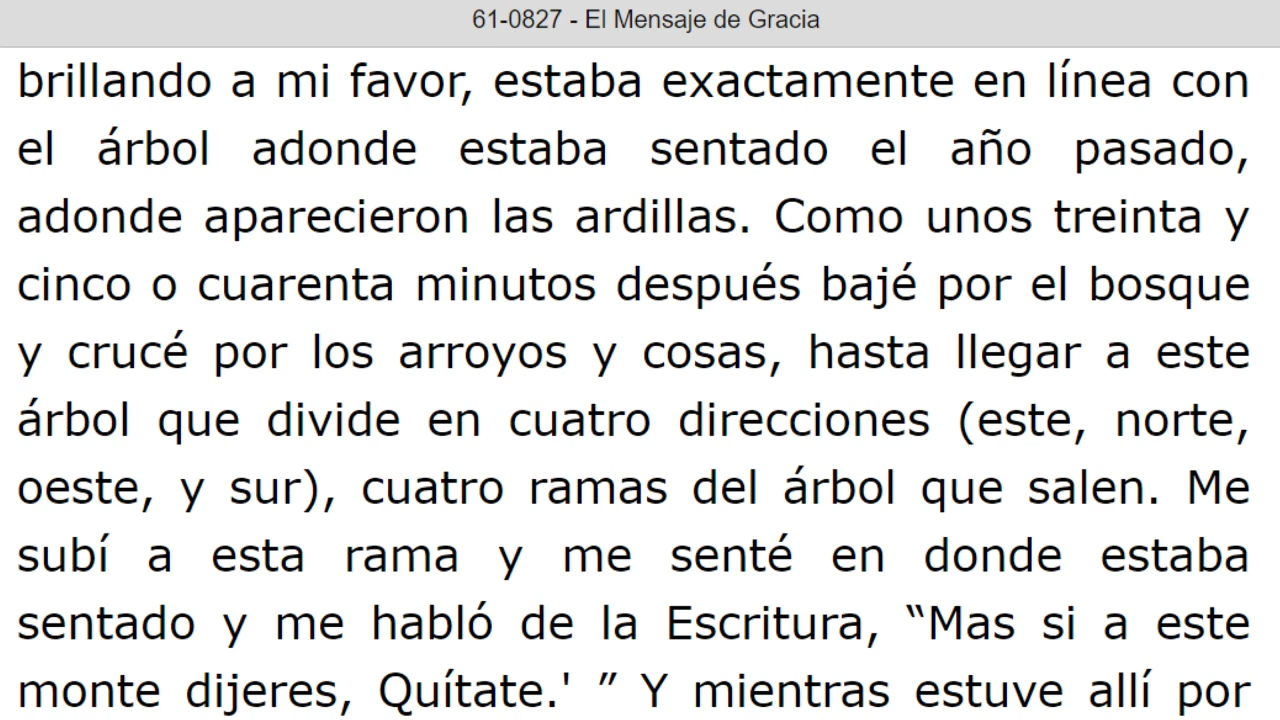 61-0827 - El Mensaje de Gracia
brillando a mi favor, estaba exactamente en línea con
el árbol adonde estaba sentado el año pasado,
adonde aparecieron las ardillas. Como unos treinta y
cinco o cuarenta minutos después bajé por el bosque
y crucé por los arroyos y cosas, hasta llegar a este
árbol que divide en cuatro direcciones (este, norte,
oeste, y sur), cuatro ramas del árbol que salen. Me
subí a esta rama y me senté en donde estaba
sentado y me habló de la Escritura, “Mas si a este
monte dijeres, Quítate.' ” Y mientras estuve allí por